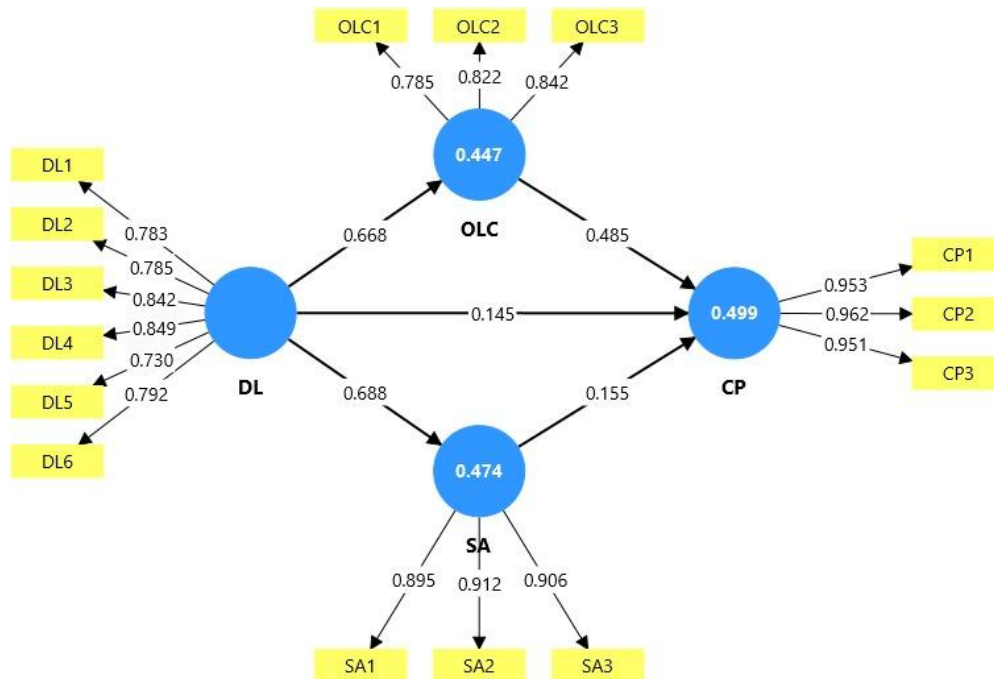 OLC1
OLC2
OLC3
0.785
0.822
0.842
0.447
OLC
DL1
DL2
DL3
DL4
DL5
DL6
0.783
0.785
0.842
0.849
0.730
0.792
DL
0.668
0.485
0.145
0.688
0.155
0.499
CP
0.953
0.962
0.951
CP1
CP2
CP3
0.474
SA
0.895
0.912
0.906
SA1
SA2
SA3